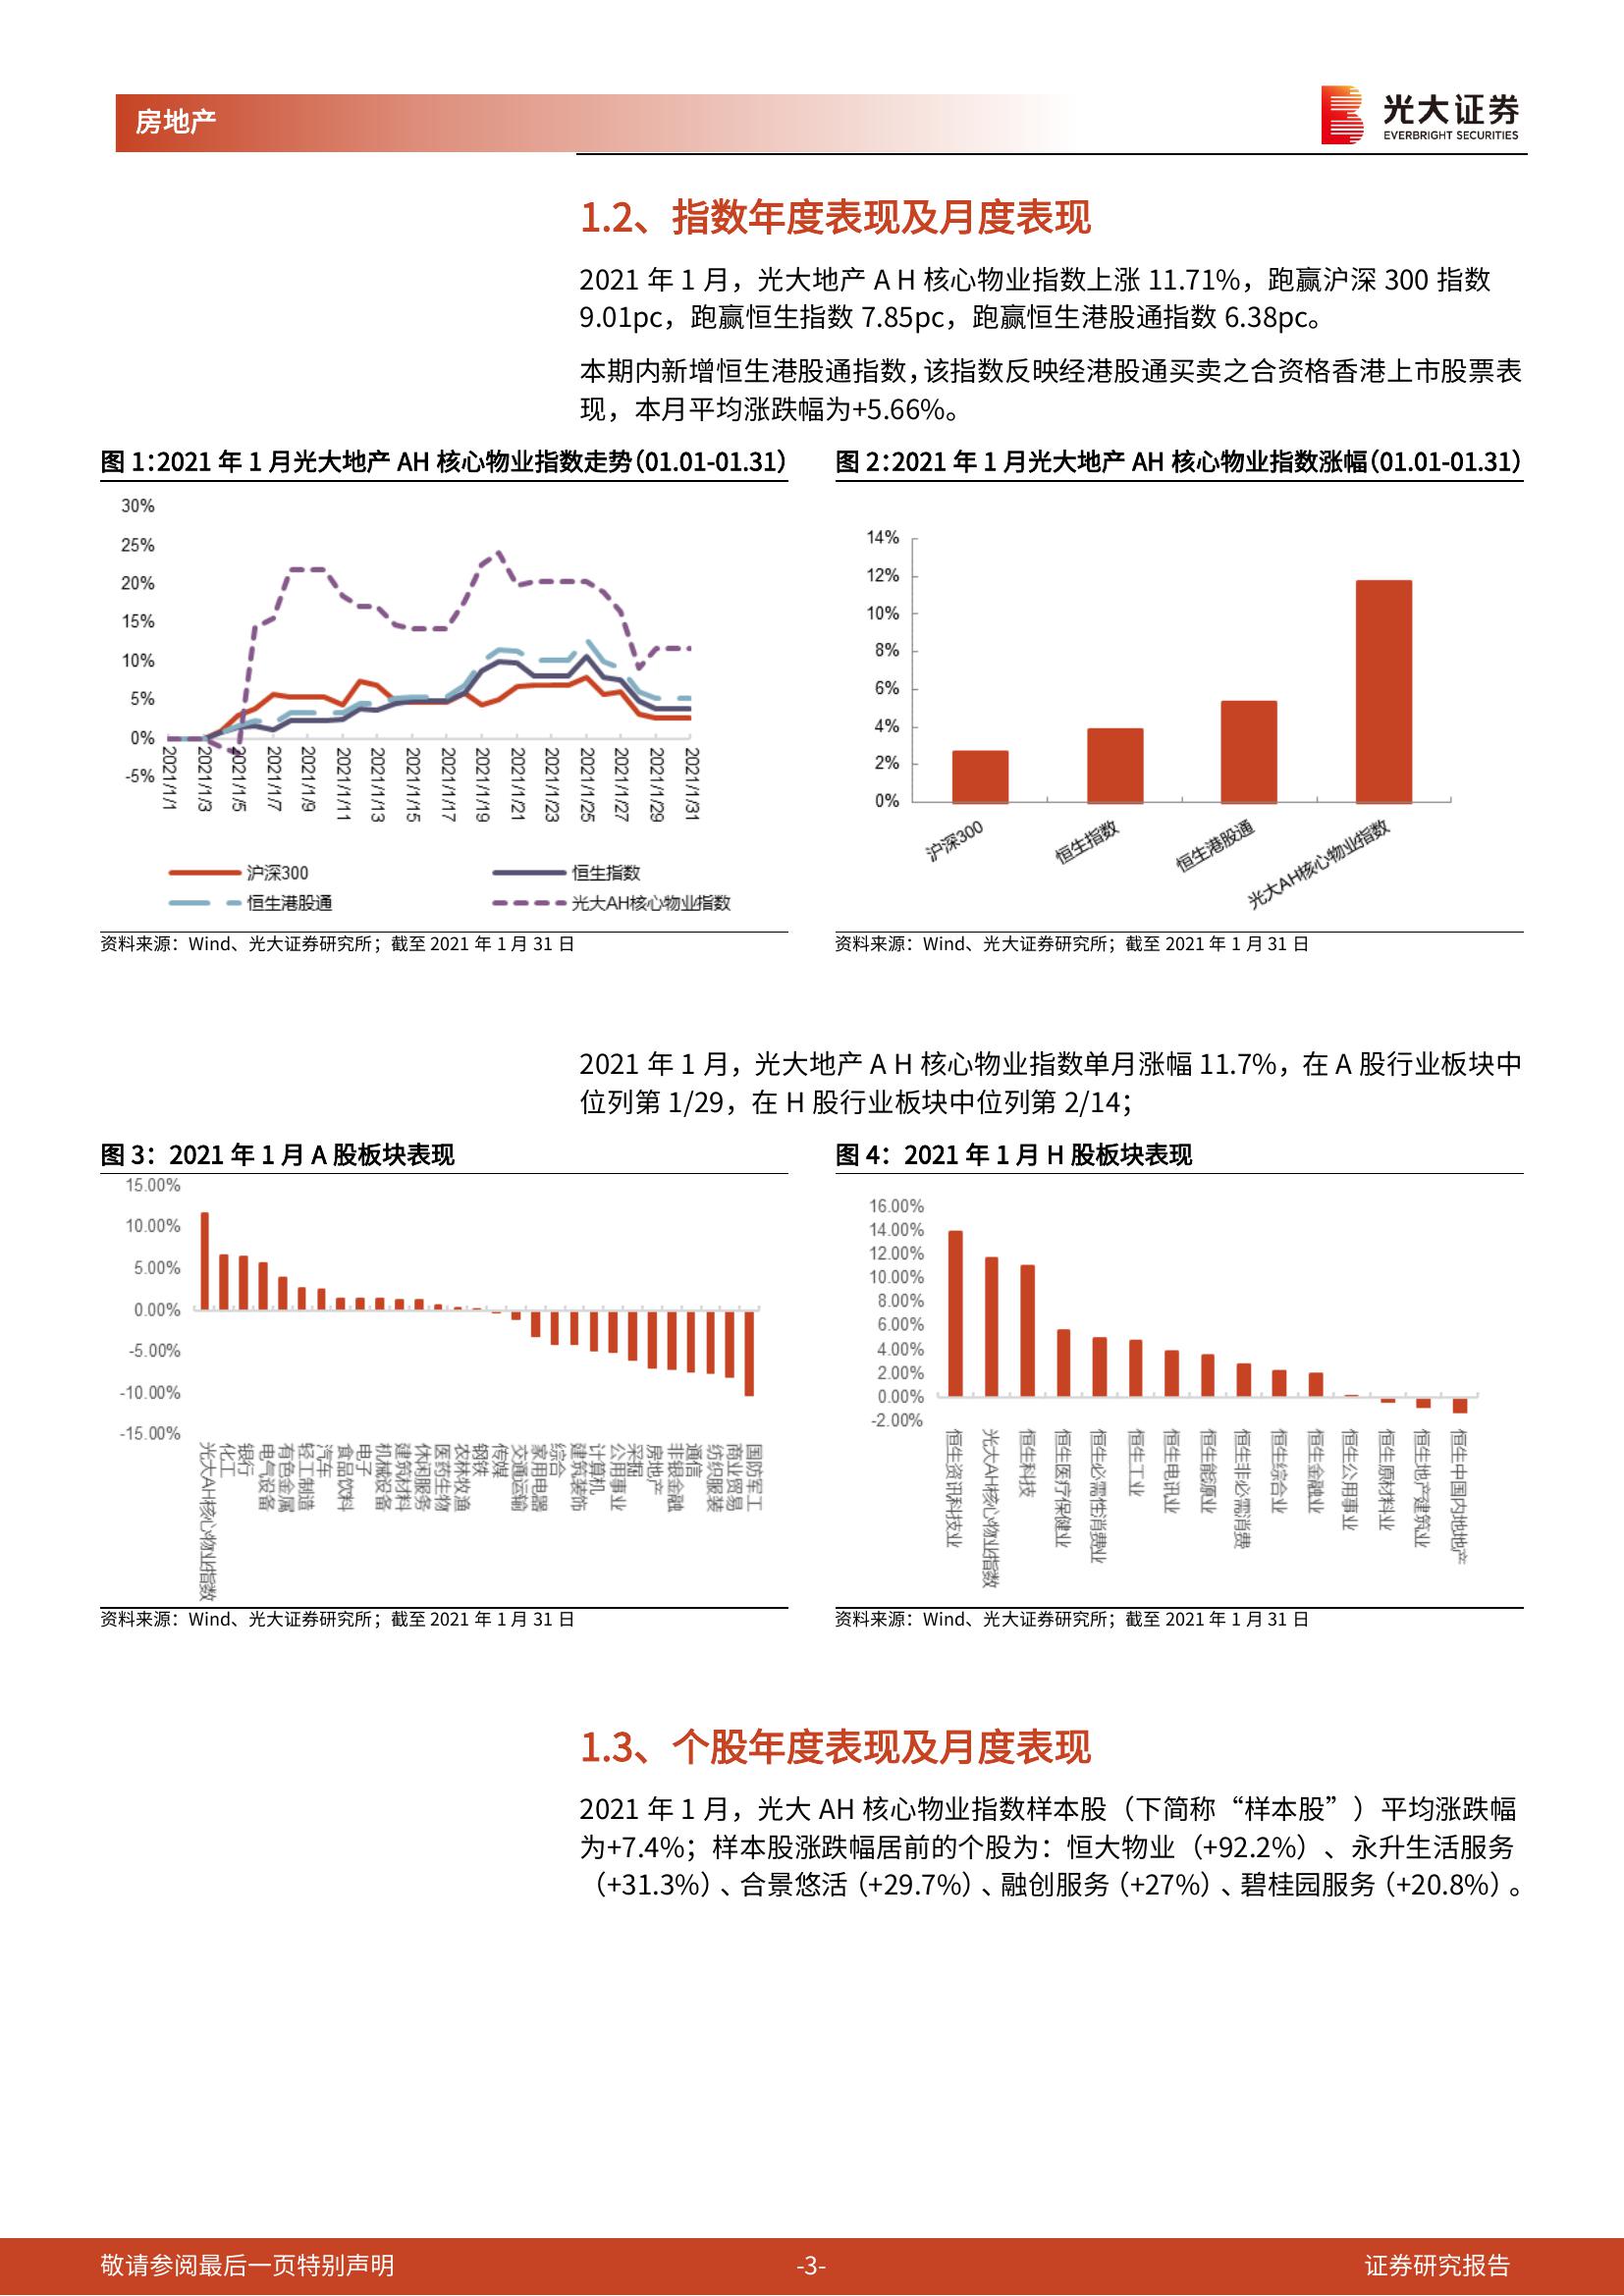 房地产
光大证券
EVERBRIGHT SECURITIES
1.2、指数年度表现及月度表现
2021 年 1 月，光大地产 A H 核心物业指数上涨 11.71%，跑赢沪深 300 指数
9.01pc，跑赢恒生指数 7.85pc，跑赢恒生港股通指数 6.38pc。
本期内新增恒生港股通指数，该指数反映经港股通买卖之合资格香港上市股票表
现，本月平均涨跌幅为+5.66%。
图 1：2021 年 1 月光大地产 AH 核心物业指数走势（01.01-01.31）
30%
25%
20%
15%
10%
5%
0%
-5%
2021/1/1
2021/1/3
2021/1/5
2021/1/7
2021/1/9
2021/1/11
2021/1/13
2021/1/15
2021/1/17
2021/1/19
2021/1/21
2021/1/23
2021/1/25
2021/1/27
2021/1/29
2021/1/31
沪深300
恒生指数
恒生港股通
光大AH核心物业指数
资料来源：Wind、光大证券研究所；截至 2021 年 1 月 31 日
图 2：2021 年 1 月光大地产 AH 核心物业指数涨幅（01.01-01.31）
14%
12%
10%
8%
6%
4%
2%
0%
沪深300
恒生指数
恒生港股通
光大AH核心物业指数
资料来源：Wind、光大证券研究所；截至 2021 年 1 月 31 日
2021 年 1 月，光大地产 A H 核心物业指数单月涨幅 11.7%，在 A 股行业板块中
位列第 1/29，在 H 股行业板块中位列第 2/14；
图 3：2021 年 1 月 A 股板块表现
15.00%
10.00%
5.00%
0.00%
-5.00%
-10.00%
-15.00%
光大AH核心物业指数
化工
银行
电气设备
有色金属
轻工制造
汽车
食品饮料
电子
机械设备
建筑材料
休闲服务
医药生物
农林牧渔
钢铁
传媒
交通运输
家用电器
综合
建筑装饰
计算机
公用事业
采掘
房地产
非银金融
通信
纺织服装
商业贸易
国防军工
资料来源：Wind、光大证券研究所；截至 2021 年 1 月 31 日
图 4：2021 年 1 月 H 股板块表现
16.00%
14.00%
12.00%
10.00%
8.00%
6.00%
4.00%
2.00%
0.00%
-2.00%
恒生资讯科技业
光大AH核心物业指数
恒生科技
恒生医疗保健业
恒生必需性消费业
恒生工业
恒生电讯业
恒生能源业
恒生非必需消费
恒生综合业
恒生金融业
恒生公用事业
恒生原材料业
恒生地产建筑业
恒生中国内地地产
资料来源：Wind、光大证券研究所；截至 2021 年 1 月 31 日
1.3、个股年度表现及月度表现
2021 年 1 月，光大 AH 核心物业指数样本股（下简称“样本股”）平均涨跌幅
为+7.4%；样本股涨跌幅居前的个股为：恒大物业（+92.2%）、永升生活服务
（+31.3%）、合景悠活（+29.7%）、融创服务（+27%）、碧桂园服务（+20.8%）。
敬请参阅最后一页特别声明
-3-
证券研究报告